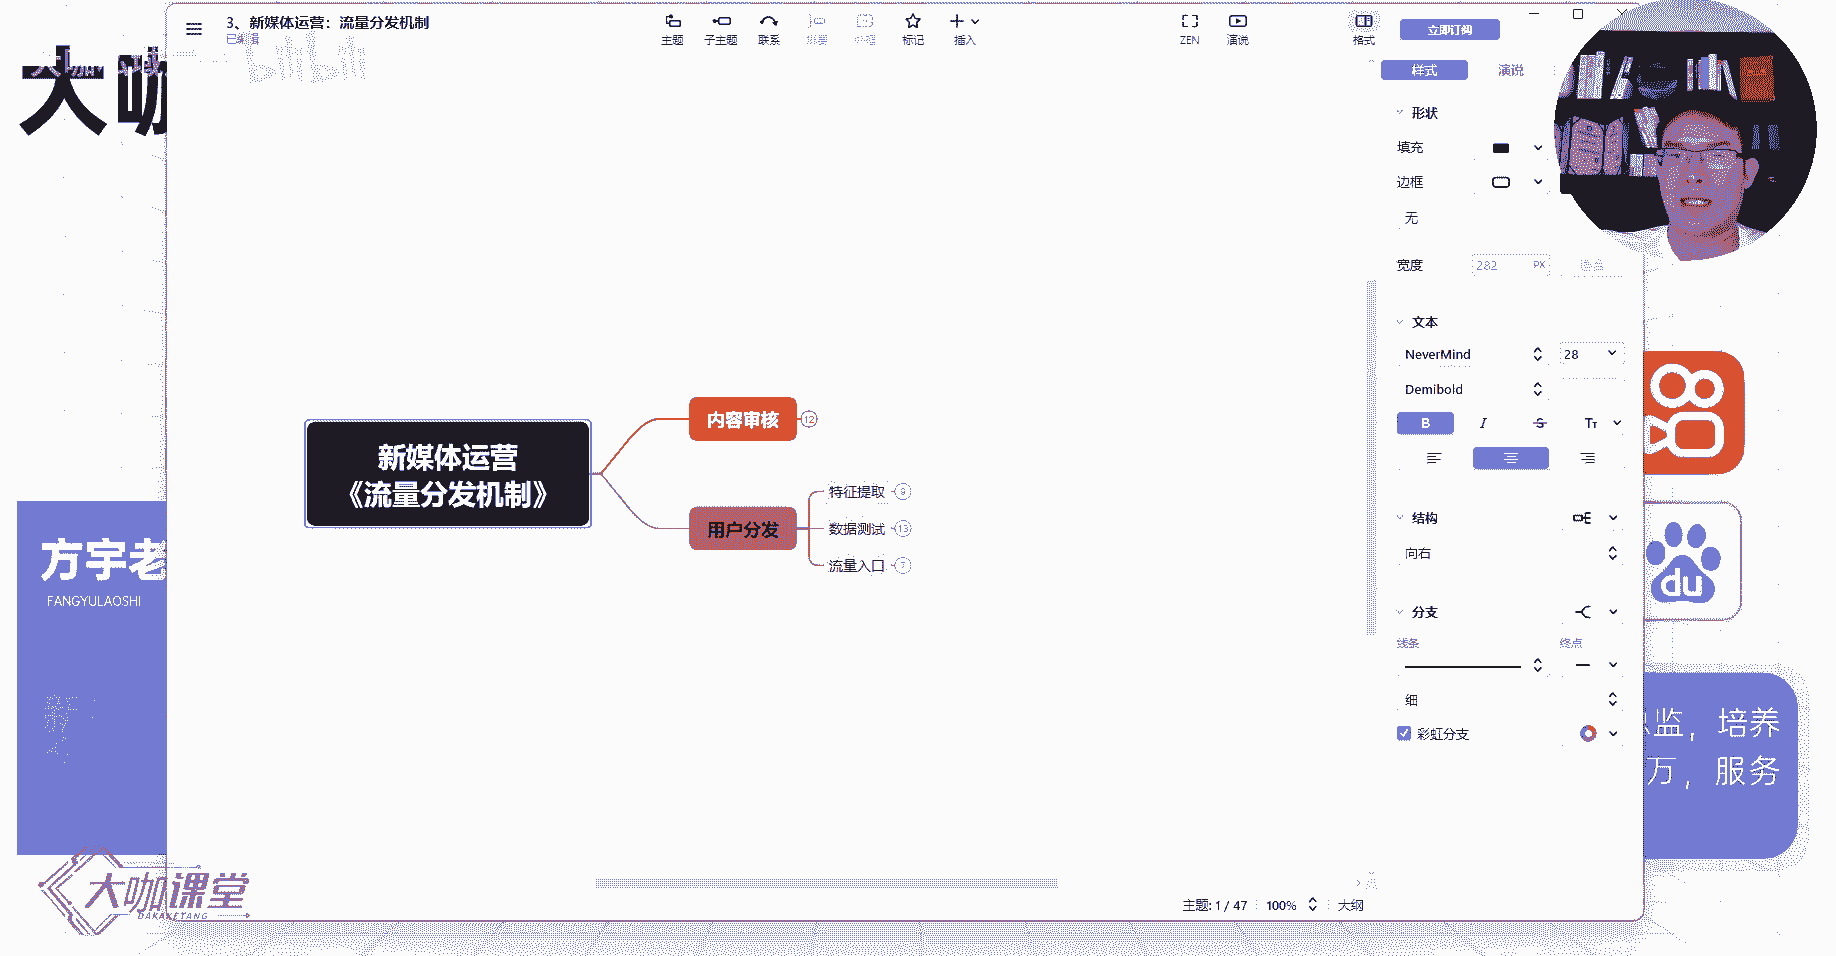 3、新媒体运营：流量分发机制
已编辑
主题
子主题
联系
标记
插入
ZEN
演说
格式
立即订阅
bilibili
大咖
样式
演说
形状
填充
边框
无
宽度
282
PX
文本
NeverMind
28
Demibold
B
I
S
TT
结构
向右
分支
线条
终点
细
彩虹分支
新媒体运营
《流量分发机制》
内容审核
12
用户分发
特征提取
9
数据测试
13
流量入口
7
方宇老
FANGYULAOSHI
du
监，培养
万，服务
大咖课堂
DAKAKETANG
主题: 1 / 47
100%
大纲